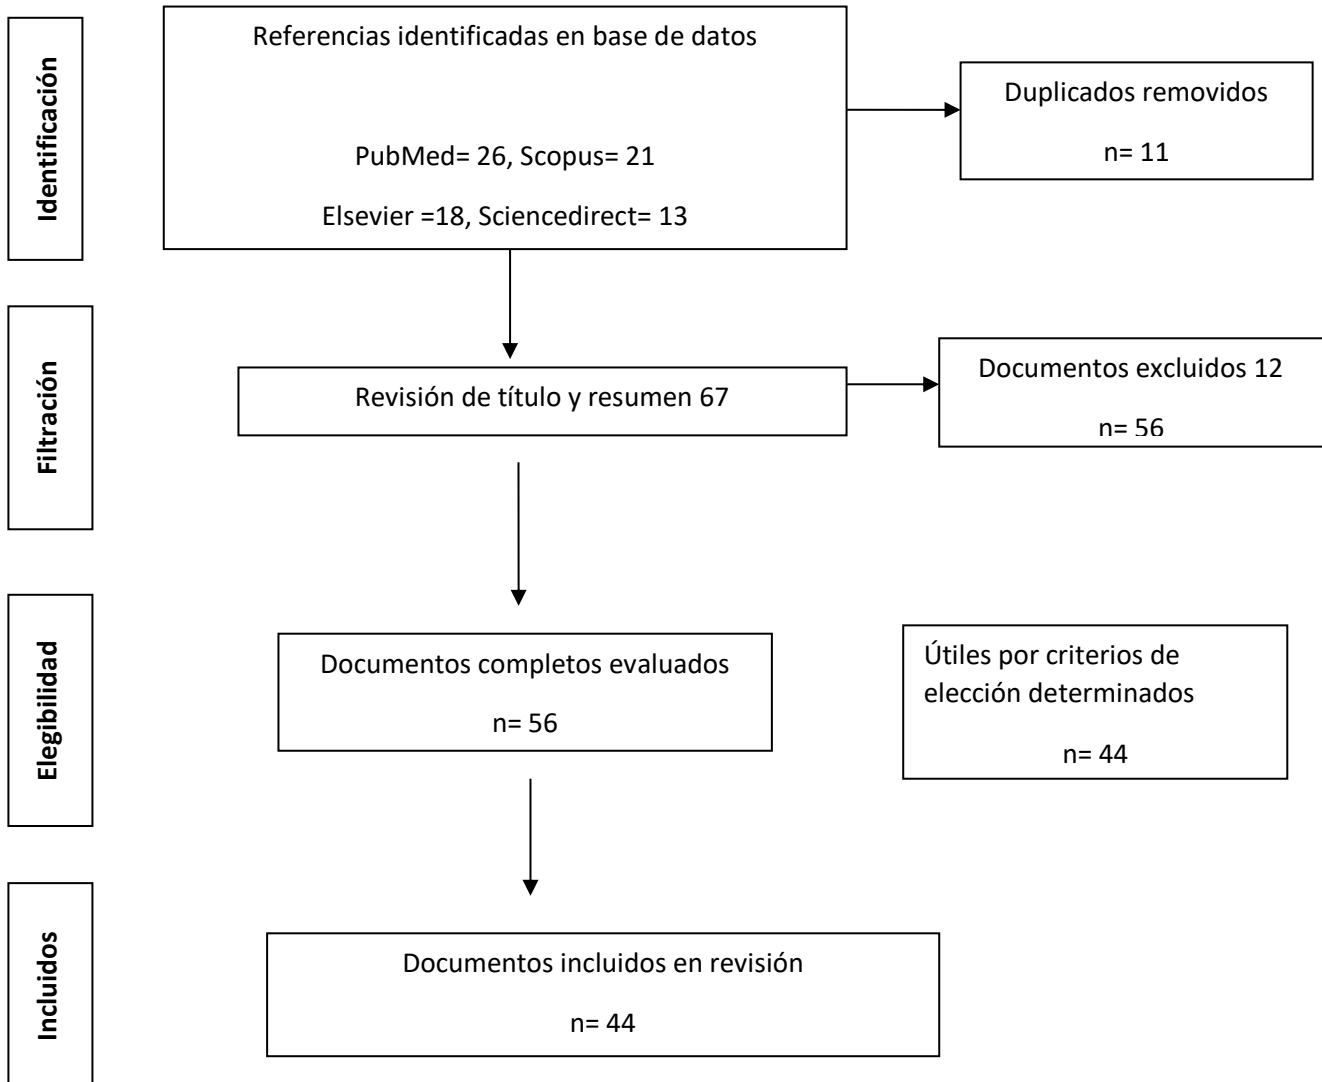 Identificación
Referencias identificadas en base de datos
PubMed= 26, Scopus= 21
Elsevier =18, Sciencedirect= 13
Duplicados removidos
n= 11
Filtración
Revisión de título y resumen 67
Documentos excluidos 12
n= 56
Elegibilidad
Documentos completos evaluados
n= 56
Útiles por criterios de
elección determinados
n= 44
Incluidos
Documentos incluidos en revisión
n= 44